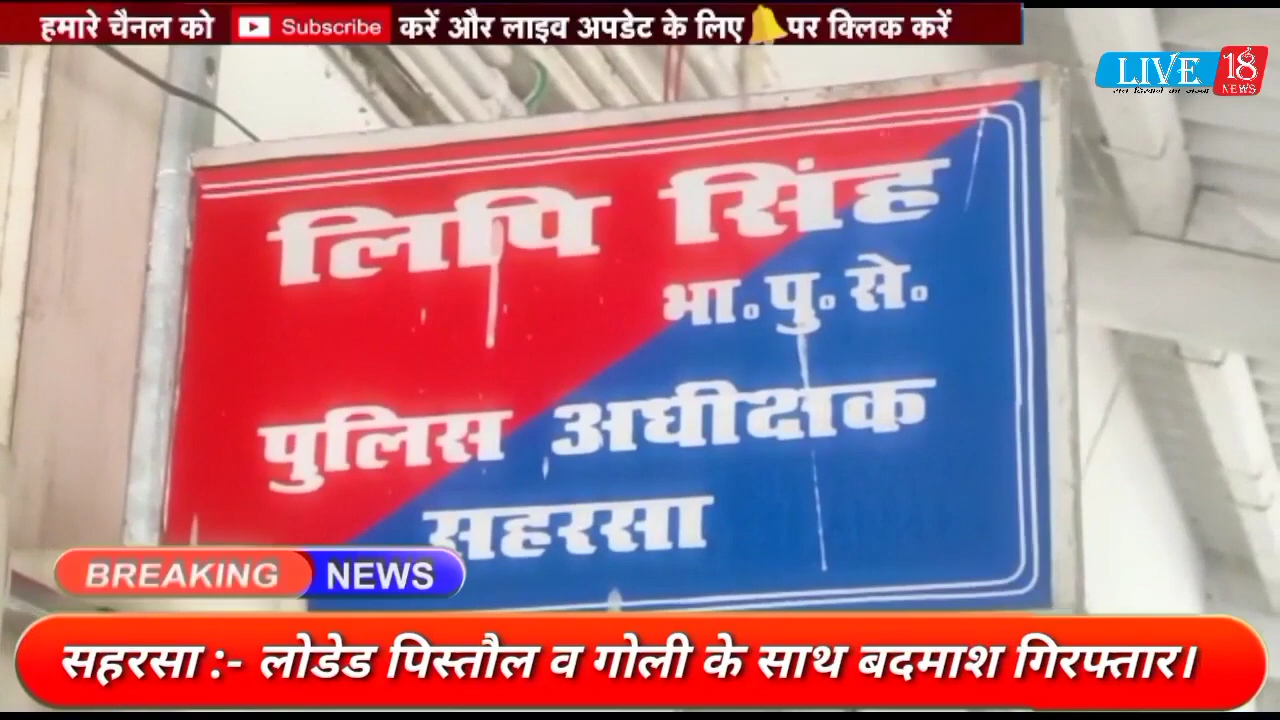 हमारे चैनल को Subscribe करें और लाइव अपडेट के लिए पर क्लिक करें
LIVE 18
NEWS
लिपि सिंह
भा.पु.से.
पुलिस अधीक्षक
सहरसा
BREAKING NEWS
सहरसा :- लोडेड पिस्तौल व गोली के साथ बदमाश गिरफ्तार।